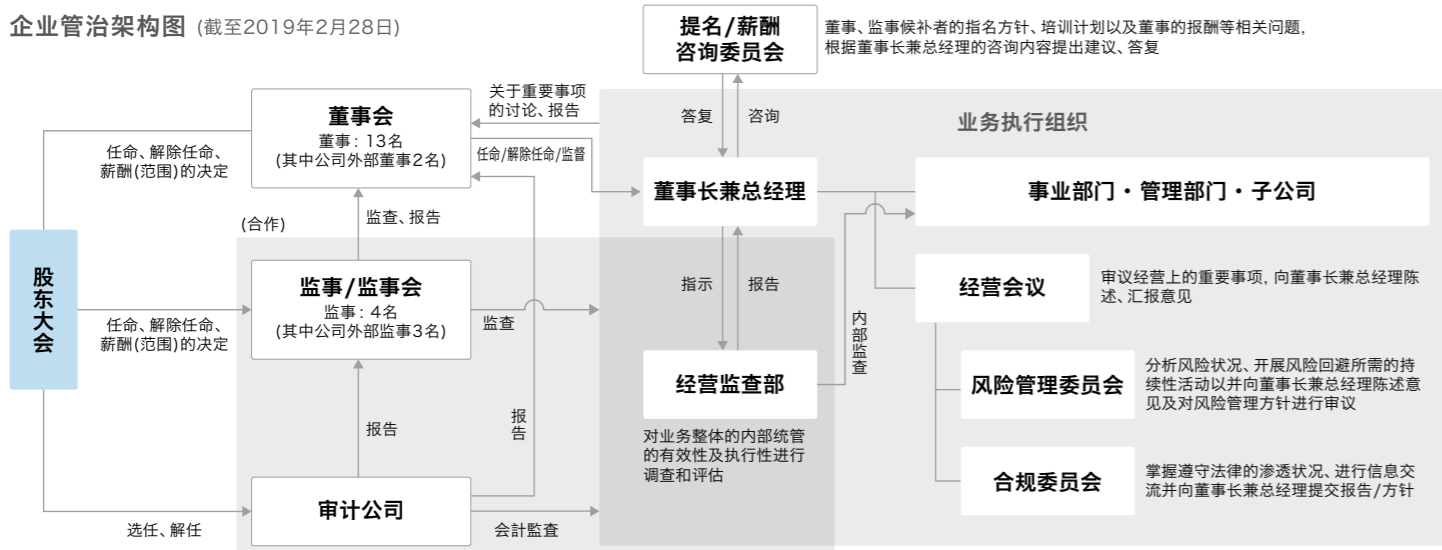 企业管治架构图 (截至2019年2月28日)
提名/薪酬
咨询委员会
董事、监事候补者的指名方针、培训计划以及董事的报酬等相关问题,
根据董事长兼总经理的咨询内容提出建议、答复
关于重要事项
的讨论、报告
董事会
董事: 13名
(其中公司外部董事2名)
答复
咨询
业务执行组织
任命、解除任命、
薪酬(范围)的决定
任命/解除任命/监督
董事长兼总经理
事业部门・管理部门・子公司
监查、报告
(合作)
股东大会
监事/监事会
监事: 4名
(其中公司外部监事3名)
监查
指示
报告
经营会议
审议经营上的重要事项, 向董事长兼总经理陈
述、汇报意见
任命、解除任命、
薪酬(范围)的决定
内部监查
经营监查部
风险管理委员会
分析风险状况、开展风险回避所需的持
续性活动以并向董事长兼总经理陈述意
见及对风险管理方针进行审议
报告
报告
对业务整体的内部统管
的有效性及执行性进行
调查和评估
合规委员会
掌握遵守法律的渗透状况、进行信息交
流并向董事长兼总经理提交报告/方针
审计公司
选任、解任
会計監查